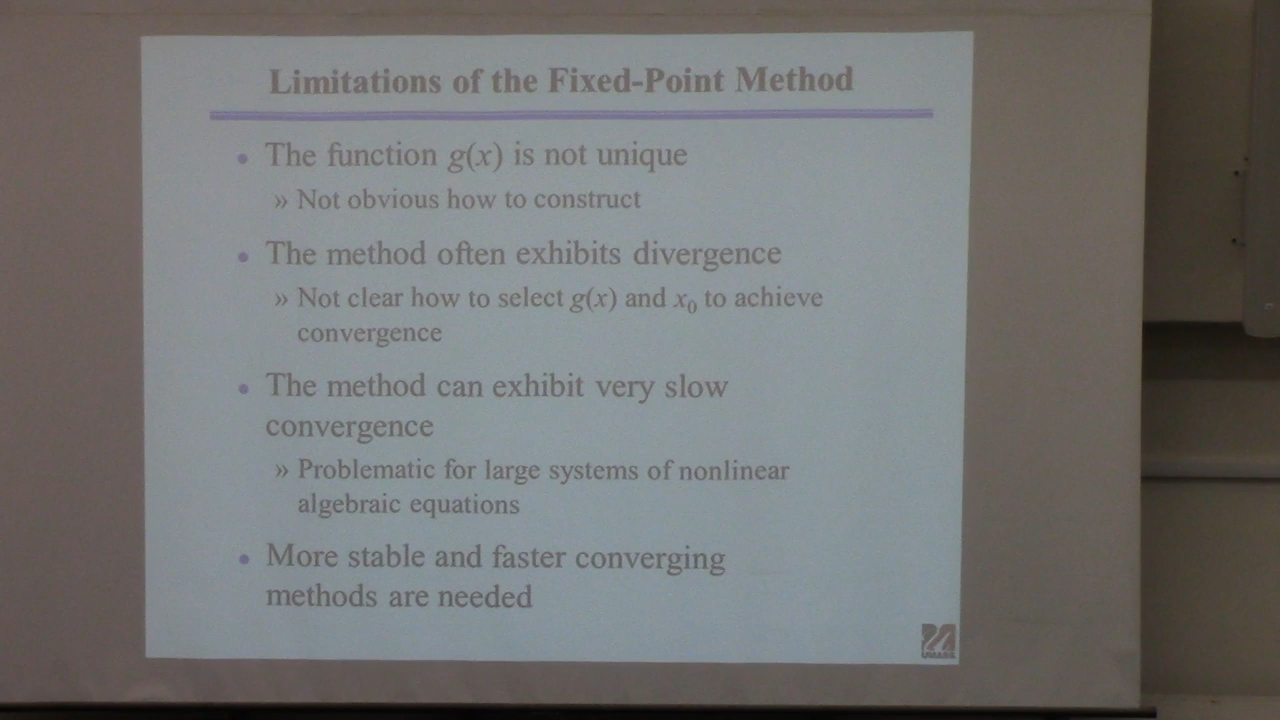 Limitations of the Fixed-Point Method
• The function g(x) is not unique
» Not obvious how to construct
• The method often exhibits divergence
» Not clear how to select g(x) and x₀ to achieve
convergence
• The method can exhibit very slow
convergence
» Problematic for large systems of nonlinear
algebraic equations
• More stable and faster converging
methods are needed
UMASS